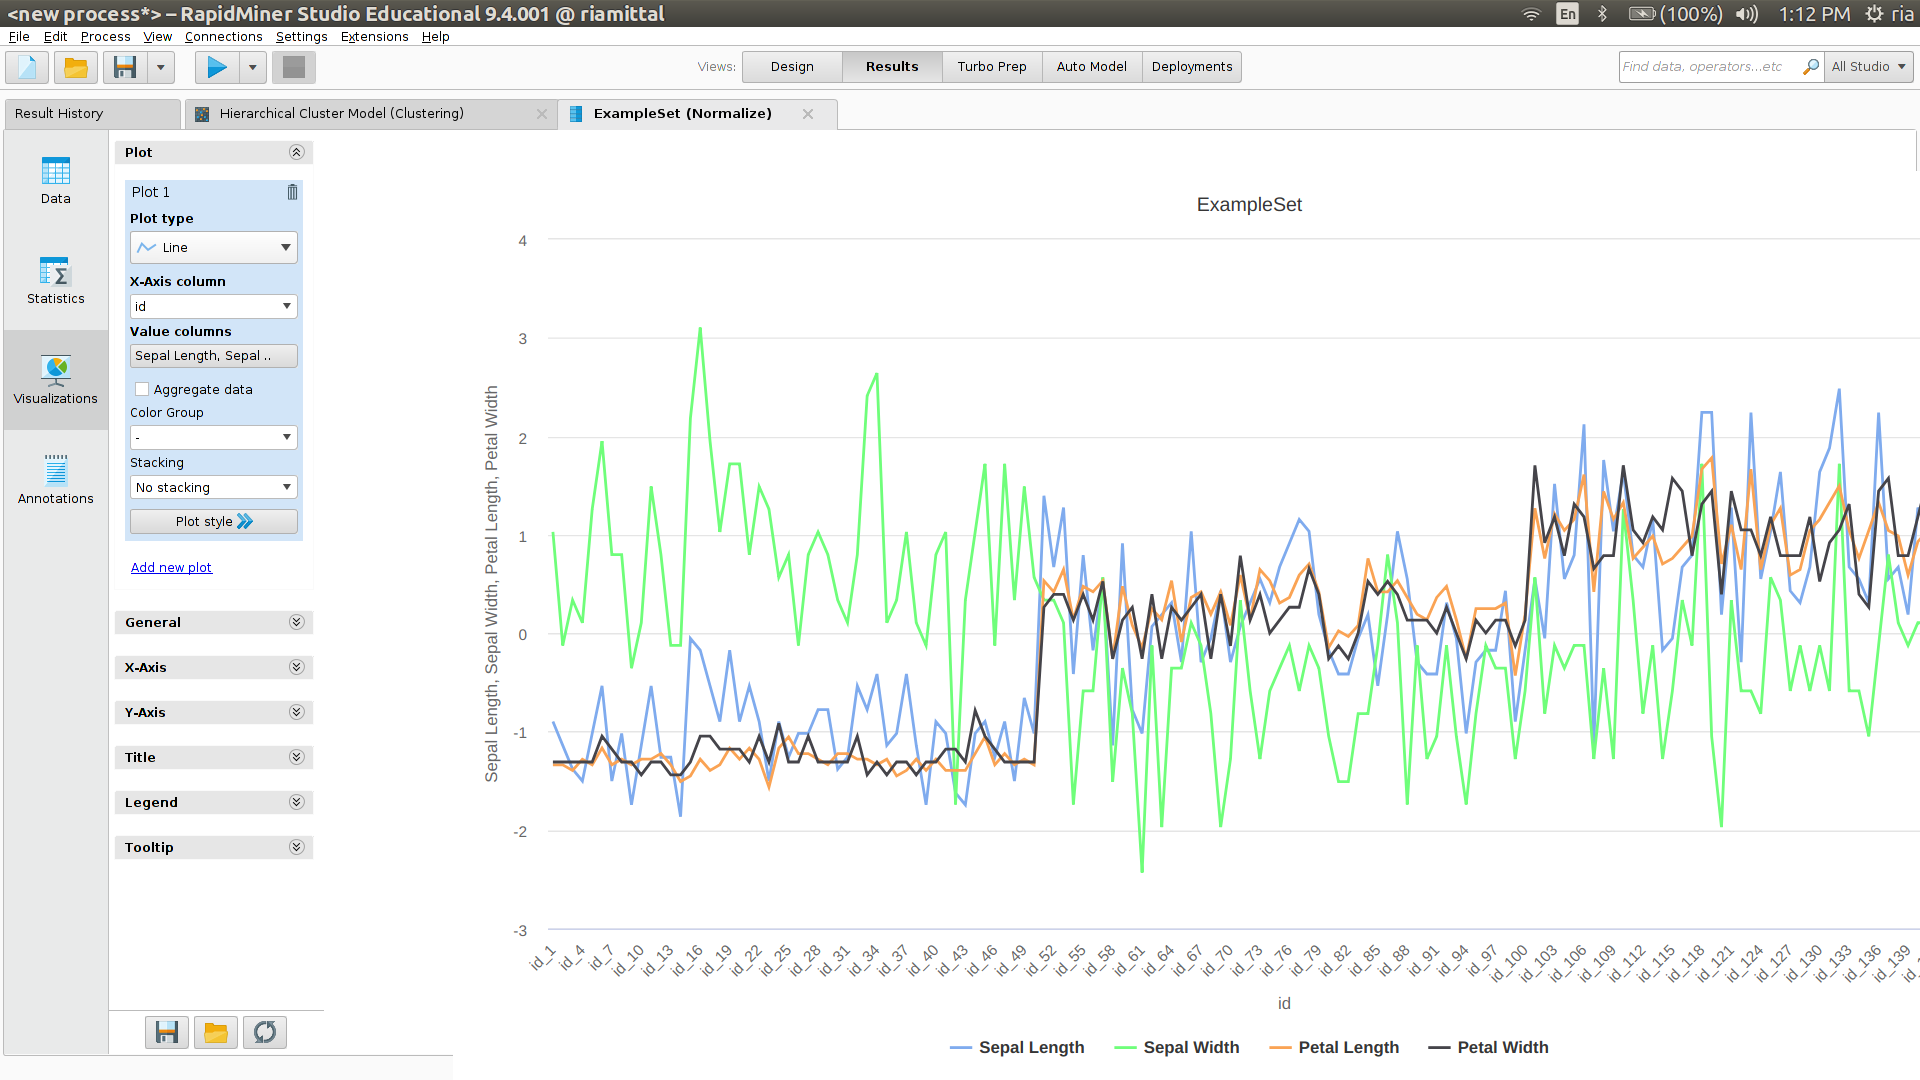 <new process*> – RapidMiner Studio Educational 9.4.001 @ riamittal
En (100%) 1:12 PM ria
File Edit Process View Connections Settings Extensions Help
Views: Design Results Turbo Prep Auto Model Deployments
Find data, operators...etc All Studio
Result History Hierarchical Cluster Model (Clustering) ExampleSet (Normalize)
Data
Statistics
Visualizations
Annotations
Plot
Plot 1
Plot type
Line
X-Axis column
id
Value columns
Sepal Length, Sepal ..
Aggregate data
Color Group
-
Stacking
No stacking
Plot style
Add new plot
General
X-Axis
Y-Axis
Title
Legend
Tooltip
ExampleSet
Sepal Length, Sepal Width, Petal Length, Petal Width
4
3
2
1
0
-1
-2
-3
id_1 id_4 id_7 id_10 id_13 id_16 id_19 id_22 id_25 id_28 id_31 id_34 id_37 id_40 id_43 id_46 id_49 id_52 id_55 id_58 id_61 id_64 id_67 id_70 id_73 id_76 id_79 id_82 id_85 id_88 id_91 id_94 id_97 id_100 id_103 id_106 id_109 id_112 id_115 id_118 id_121 id_124 id_127 id_130 id_133 id_136 id_139
id
Sepal Length Sepal Width Petal Length Petal Width